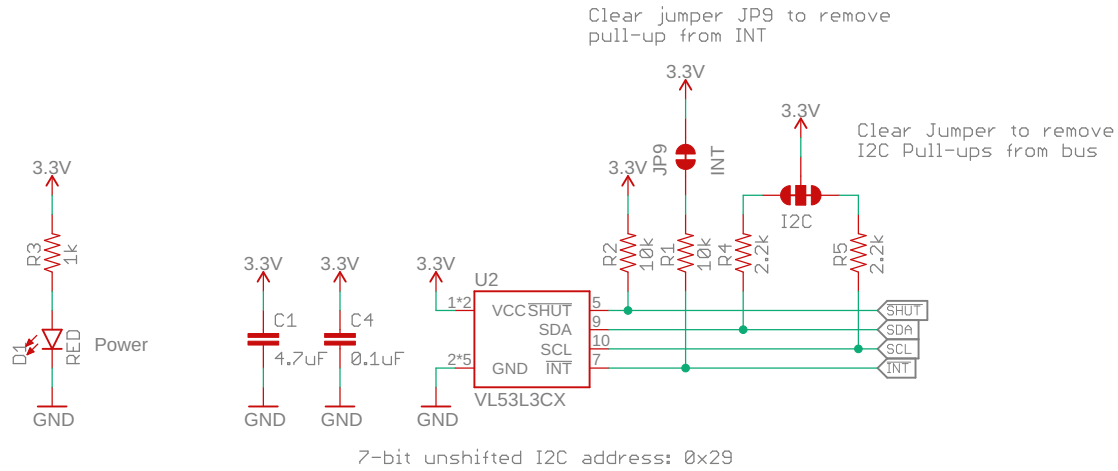 Clear jumper JP9 to remove
pull-up from INT
3.3V
3.3V
Clear Jumper to remove
I2C Pull-ups from bus
JP9
INT
3.3V
3.3V
I2C
R3
1k
R2
10k
R1
10k
R4
2.2k
R5
2.2k
3.3V
3.3V
3.3V
U2
1*2
VCC
SHUT
5
SHUT
C1
C4
SDA
9
SDA
D1
RED
Power
4.7uF
0.1uF
SCL
10
SCL
2*5
GND
INT
7
INT
VL53L3CX
GND
GND
GND
GND
7-bit unshifted I2C address: 0x29